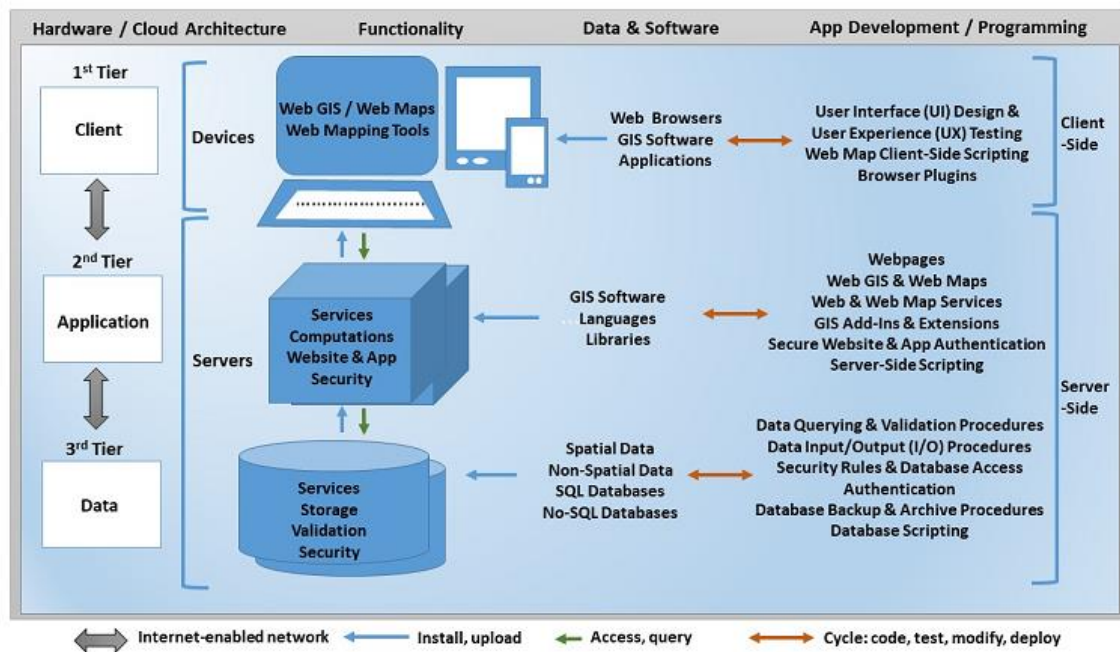 Hardware / Cloud Architecture
Functionality
Data & Software
App Development / Programming
1st Tier
Client
Devices
Web GIS / Web Maps
Web Mapping Tools
Web Browsers
GIS Software
Applications
User Interface (UI) Design &
User Experience (UX) Testing
Web Map Client-Side Scripting
Browser Plugins
Client
-Side
2nd Tier
Application
Servers
Services
Computations
Website & App
Security
GIS Software
Languages
Libraries
Webpages
Web GIS & Web Maps
Web & Web Map Services
GIS Add-Ins & Extensions
Secure Website & App Authentication
Server-Side Scripting
Server
-Side
3rd Tier
Data
Services
Storage
Validation
Security
Spatial Data
Non-Spatial Data
SQL Databases
No-SQL Databases
Data Querying & Validation Procedures
Data Input/Output (I/O) Procedures
Security Rules & Database Access
Authentication
Database Backup & Archive Procedures
Database Scripting
Internet-enabled network
Install, upload
Access, query
Cycle: code, test, modify, deploy